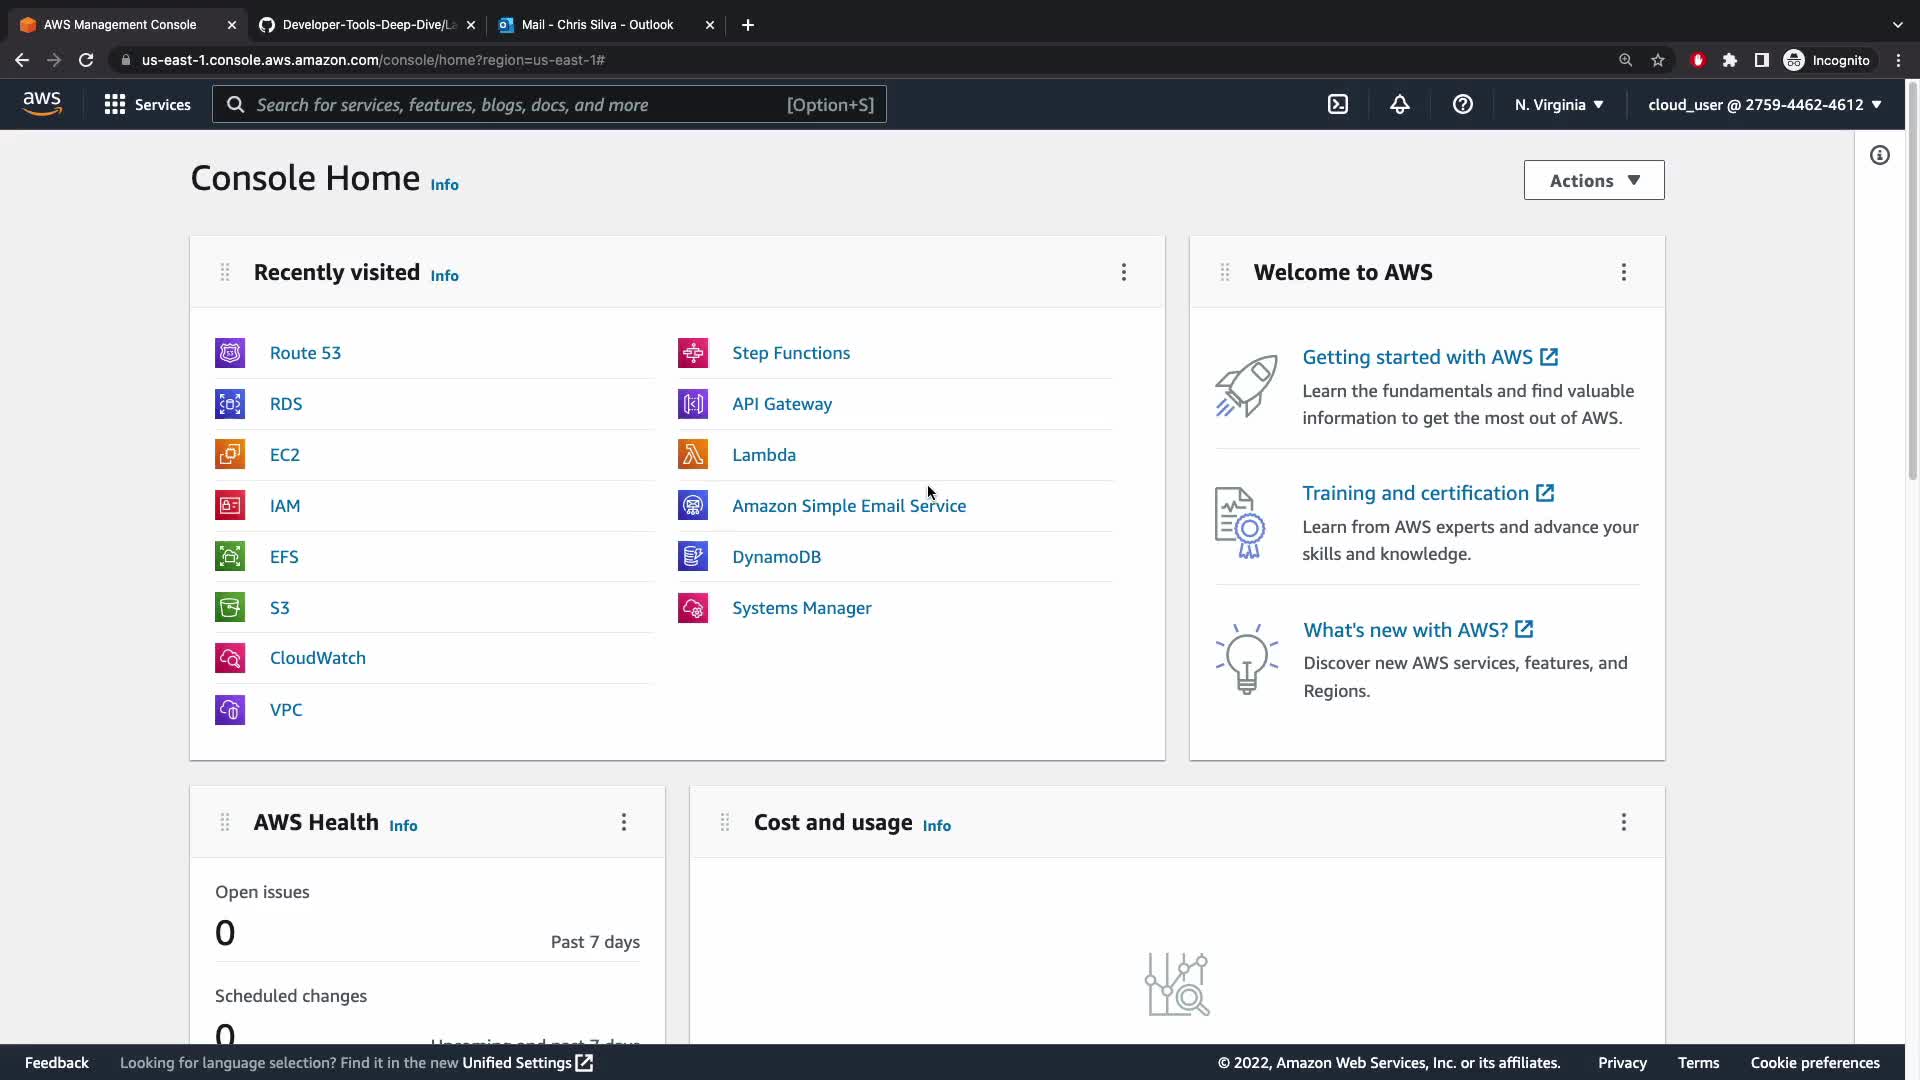 AWS Management Console
Developer-Tools-Deep-Dive/La
Mail - Chris Silva - Outlook
us-east-1.console.aws.amazon.com/console/home?region=us-east-1#
Incognito
aws
Services
Search for services, features, blogs, docs, and more
[Option+S]
N. Virginia
cloud_user @ 2759-4462-4612
Console Home Info
Actions
Recently visited Info
Route 53
RDS
EC2
IAM
EFS
S3
CloudWatch
VPC
Step Functions
API Gateway
Lambda
Amazon Simple Email Service
DynamoDB
Systems Manager
Welcome to AWS
Getting started with AWS
Learn the fundamentals and find valuable
information to get the most out of AWS.
Training and certification
Learn from AWS experts and advance your
skills and knowledge.
What's new with AWS?
Discover new AWS services, features, and
Regions.
AWS Health Info
Open issues
0
Past 7 days
Scheduled changes
0
Upcoming and past 7 days
Cost and usage Info
Feedback
Looking for language selection? Find it in the new Unified Settings
© 2022, Amazon Web Services, Inc. or its affiliates.
Privacy
Terms
Cookie preferences